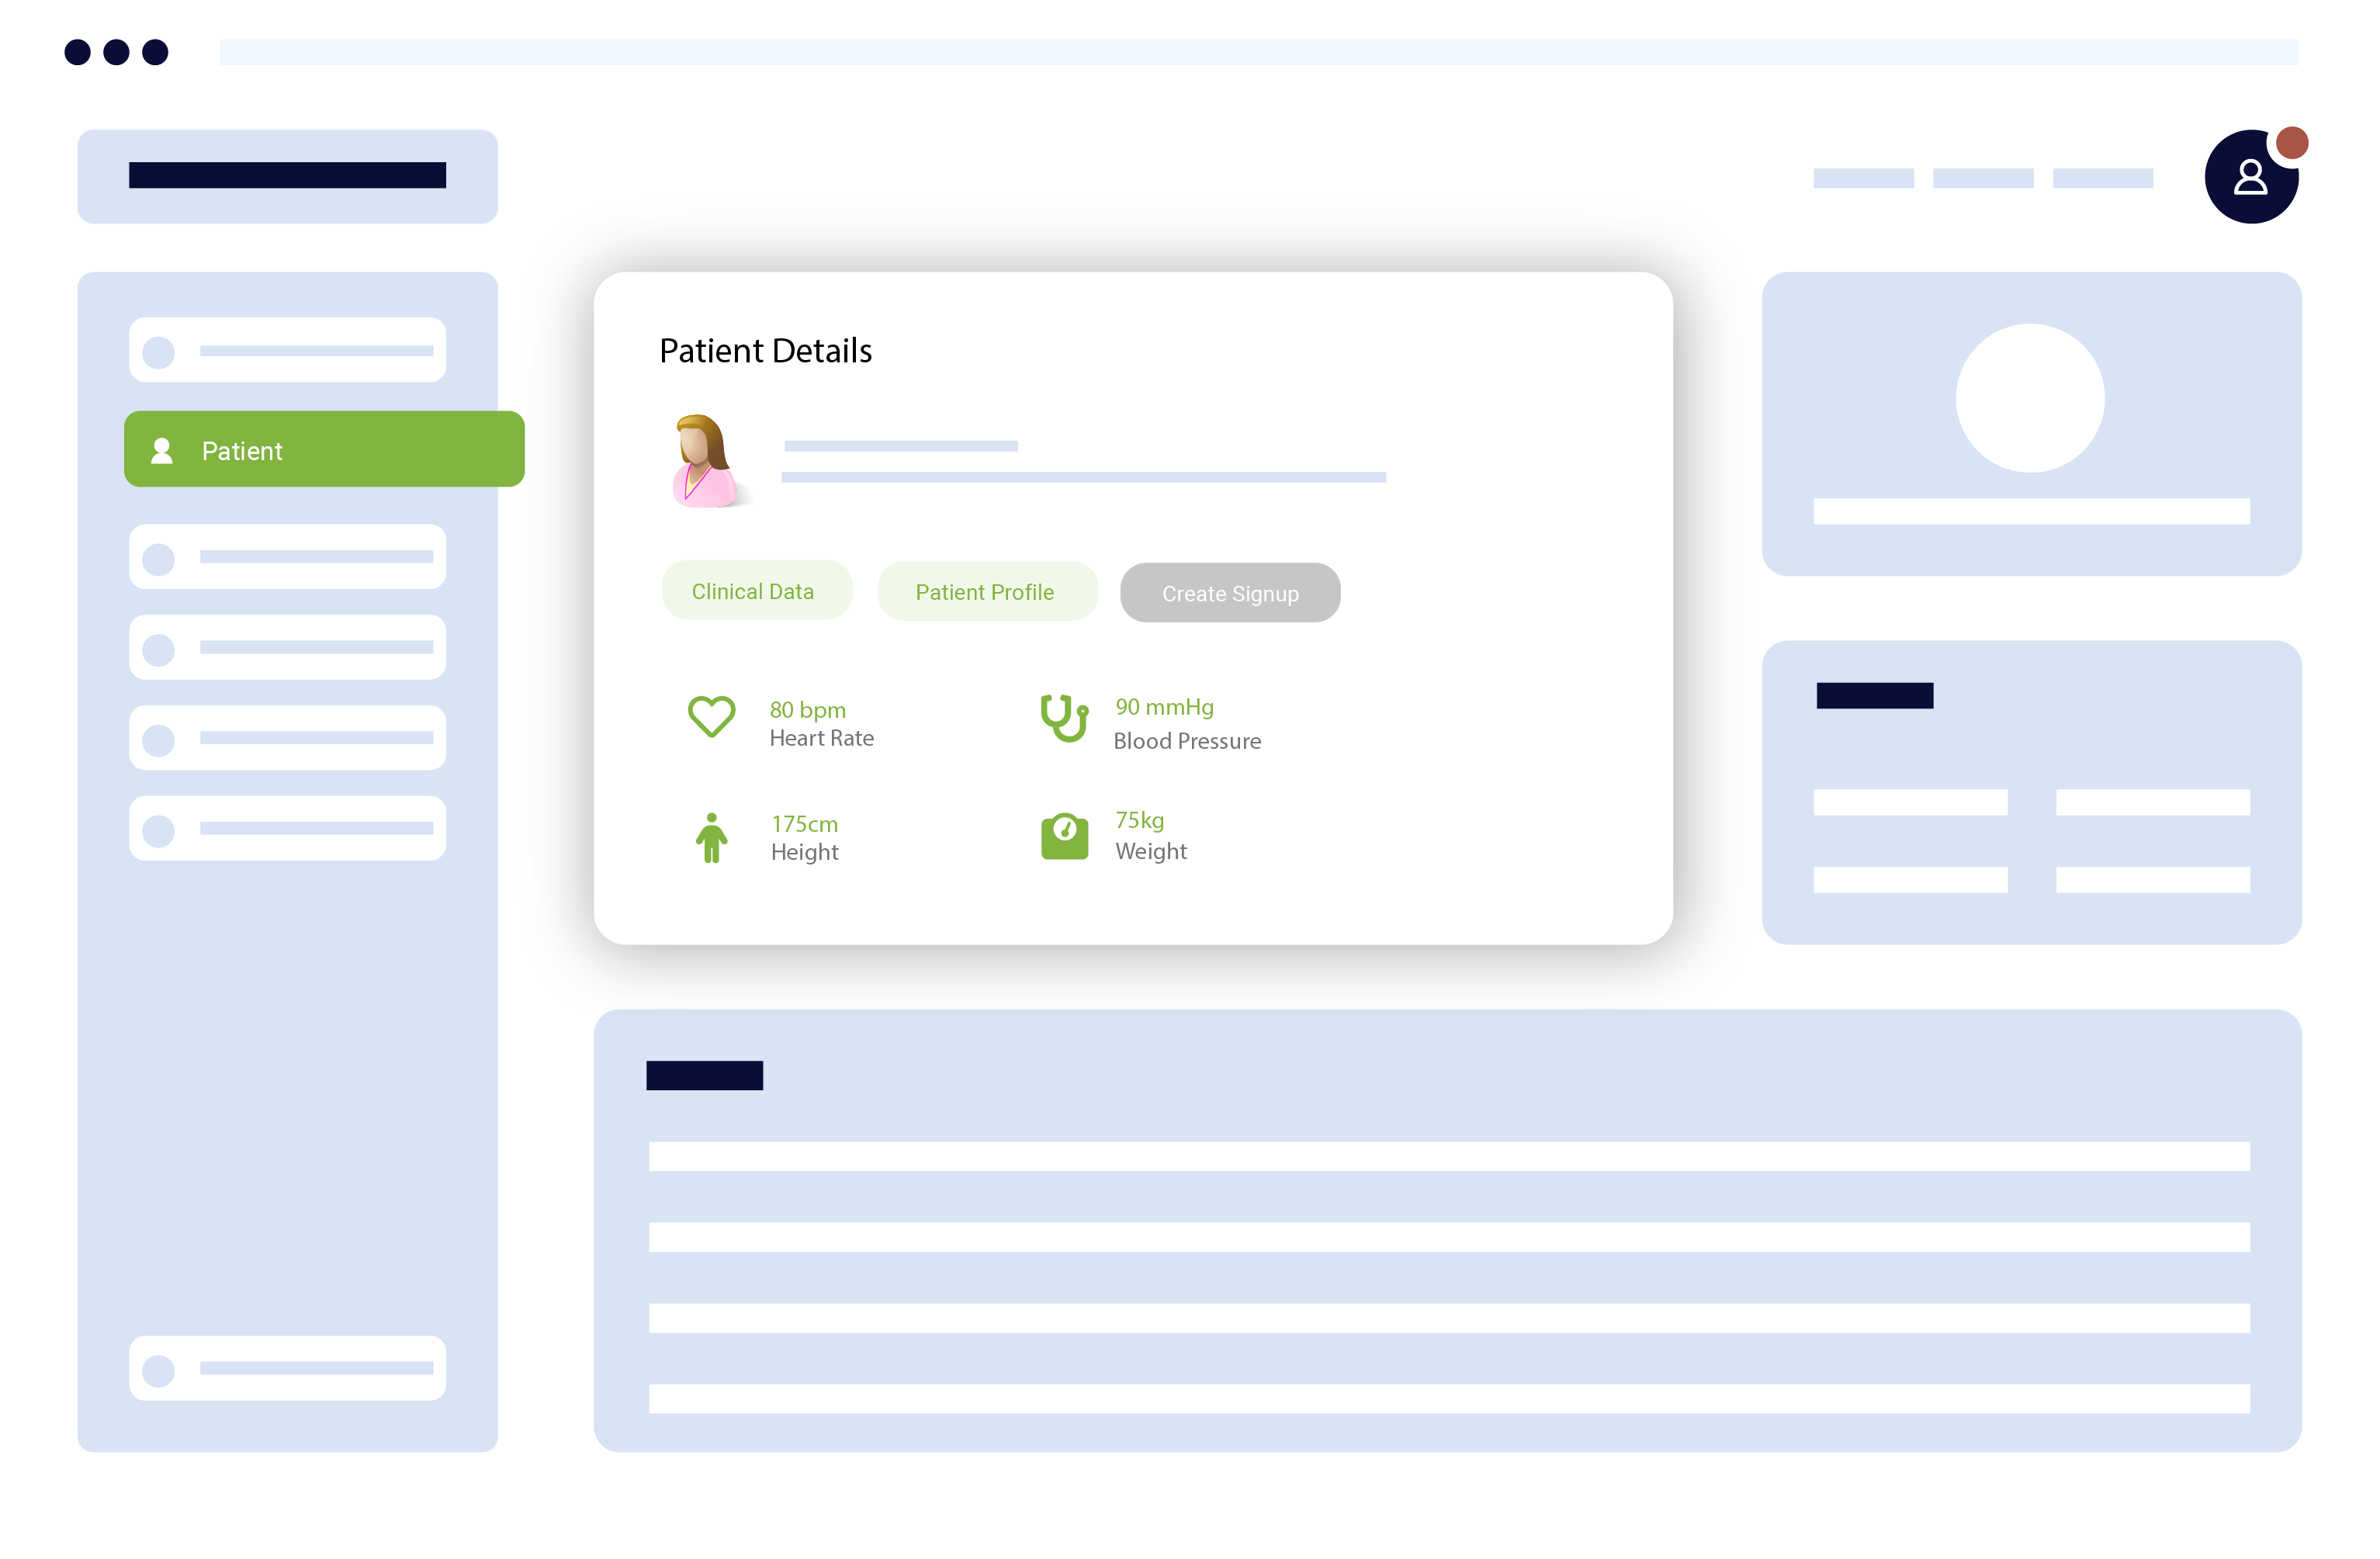 Patient Details
Patient
Clinical Data
Patient Profile
Create Signup
80 bpm
Heart Rate
90 mmHg
Blood Pressure
175cm
Height
75kg
Weight